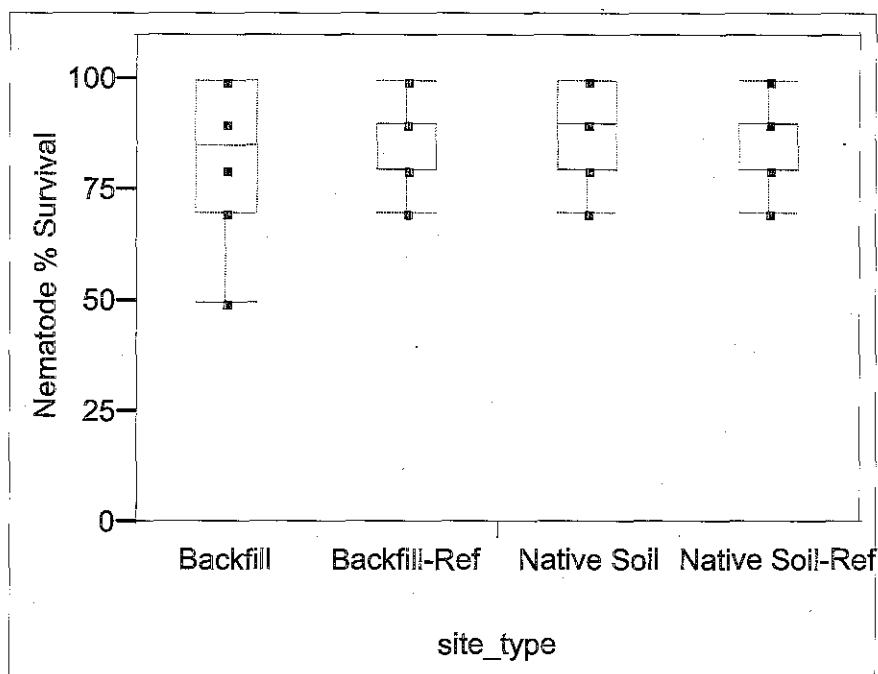 Nematode % Survival
100
75
50
25
0
Backfill Backfill-Ref Native Soil Native Soil-Ref
site_type